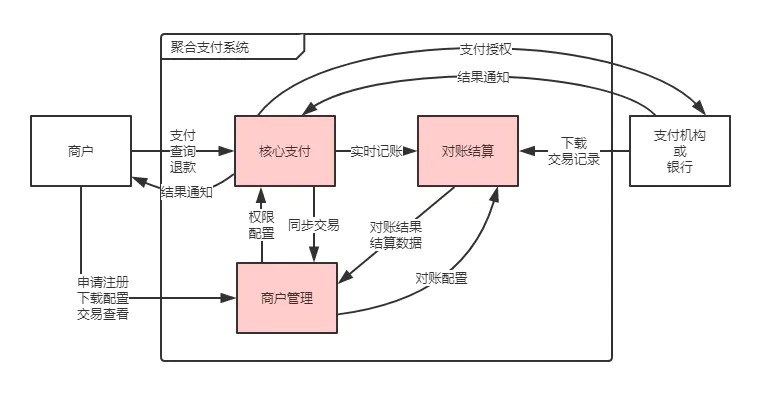 聚合支付系统
支付授权
结果通知
商户
支付
查询
退款
核心支付
实时记账
对账结算
下载
交易记录
支付机构
或
银行
结果通知
权限
配置
同步交易
对账结果
结算数据
对账配置
申请注册
下载配置
交易查看
商户管理